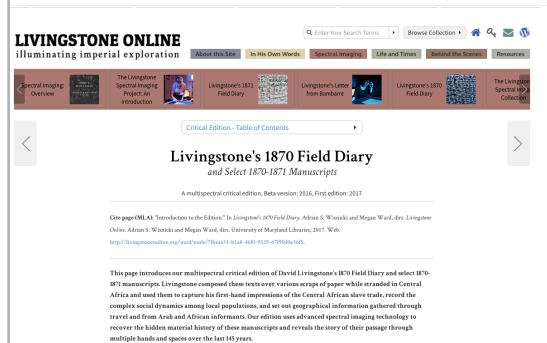 Enter Your Search Terms
Browse Collection
LIVINGSTONE ONLINE
illuminating imperial exploration
About this Site
In His Own Words
Spectral Imaging
Life and Times
Behind the Scenes
Resources
Spectral Imaging:
Overview
The Livingstone
Spectral Imaging
Project: An
Introduction
Livingstone's 1871
Field Diary
Livingstone's Letter
from Bambarre
Livingstone's 1870
Field Diary
The Livingston
Spectral Imag
Collection
Critical Edition - Table of Contents
Livingstone's 1870 Field Diary
and Select 1870-1871 Manuscripts
A multispectral critical edition, Beta version: 2016, First edition: 2017
Cite page (MLA): "Introduction to the Edition." In Livingstone's 1870 Field Diary. Adrian S. Wisnicki and Megan Ward, dirs. Livingstone
Online. Adrian S. Wisnicki and Megan Ward, dirs. University of Maryland Libraries, 2017. Web.
This page introduces our multispectral critical edition of David Livingstone's 1870 Field Diary and select 1870-
1871 manuscripts. Livingstone composed these texts over various scraps of paper while stranded in Central
Africa and used them to capture his first-hand impressions of the Central African slave trade, record the
complex social dynamics among local populations, and set out geographical information gathered through
travel and from Arab and African informants. Our edition uses advanced spectral imaging technology to
recover the hidden material history of these manuscripts and reveals the story of their passage through
multiple hands and spaces over the last 145 years.